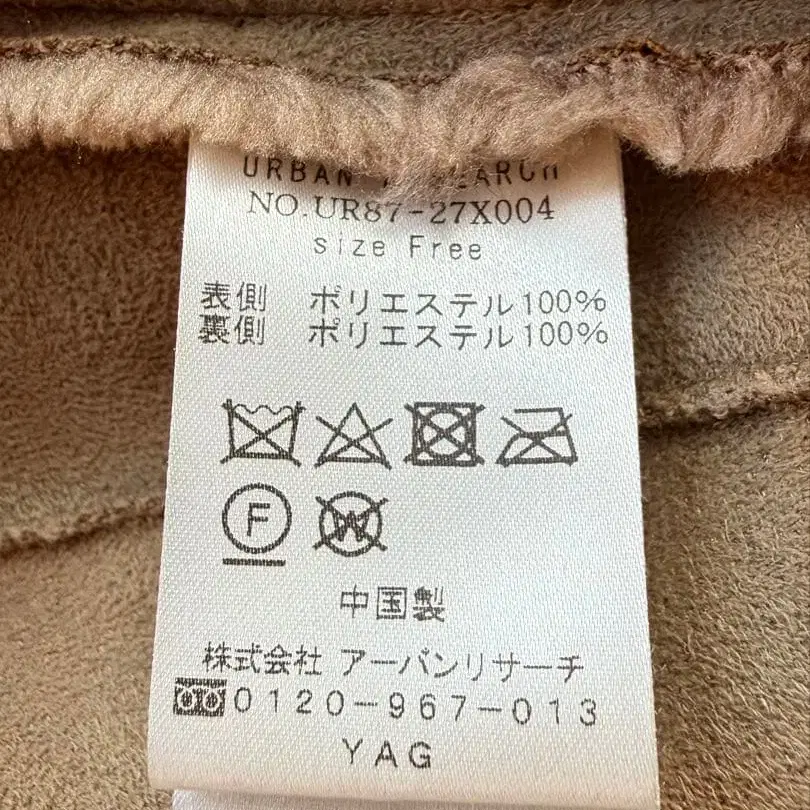 URBAN RESEARCH
NO.UR87-27X004
size Free
表側 ポリエステル100%
裏側 ポリエステル100%
F W
中国製
株式会社 アーバンリサーチ
0120-967-013
YAG